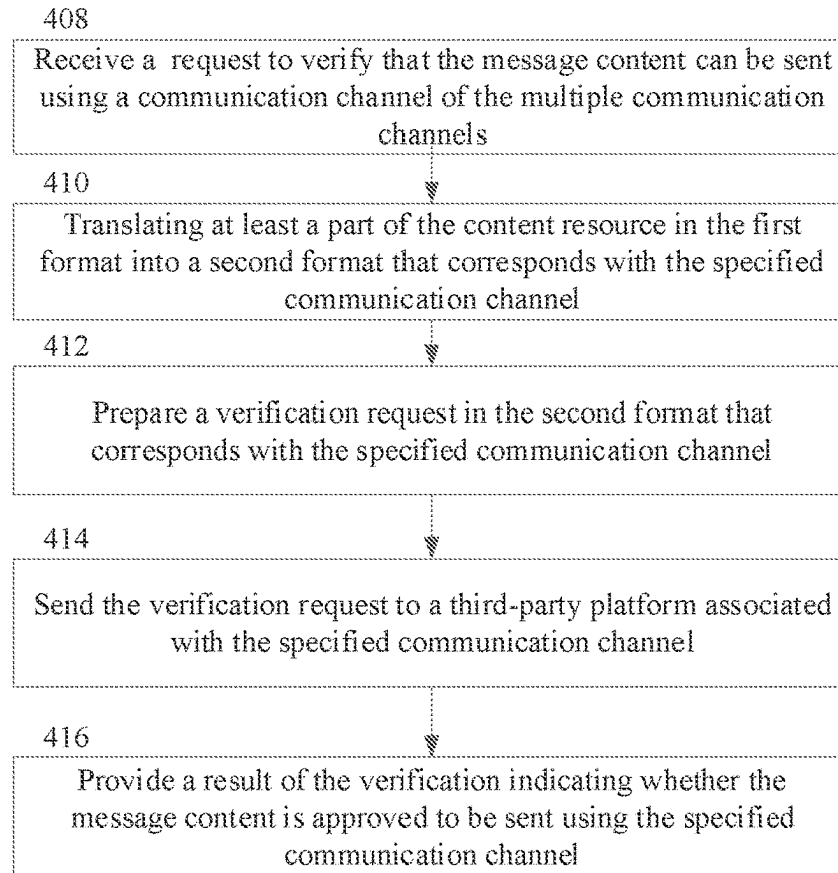 408
Receive a request to verify that the message content can be sent
using a communication channel of the multiple communication
channels
410
Translating at least a part of the content resource in the first
format into a second format that corresponds with the specified
communication channel
412
Prepare a verification request in the second format that
corresponds with the specified communication channel
414
Send the verification request to a third-party platform associated
with the specified communication channel
416
Provide a result of the verification indicating whether the
message content is approved to be sent using the specified
communication channel